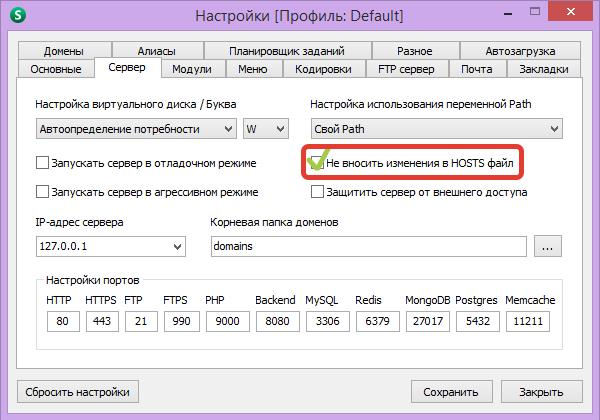 S
Настройки [Профиль: Default]
Домены Алиасы Планировщик заданий Разное Автозагрузка
Основные Сервер Модули Меню Кодировки FTP сервер Почта Закладки
Настройка виртуального диска / Буква Настройка использования переменной Path
Автоопределение потребности W Свой Path
Запускать сервер в отладочном режиме Не вносить изменения в HOSTS файл
Запускать сервер в агрессивном режиме Защитить сервер от внешнего доступа
IP-адрес сервера Корневая папка доменов
127.0.0.1 domains ...
Настройки портов
HTTP HTTPS FTP FTPS PHP Backend MySQL Redis MongoDB Postgres Memcache
80 443 21 990 9000 8080 3306 6379 27017 5432 11211
Сбросить настройки Сохранить Закрыть